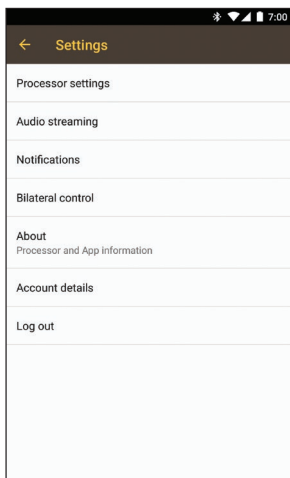 7:00
Settings
Processor settings
Audio streaming
Notifications
Bilateral control
About
Processor and App information
Account details
Log out